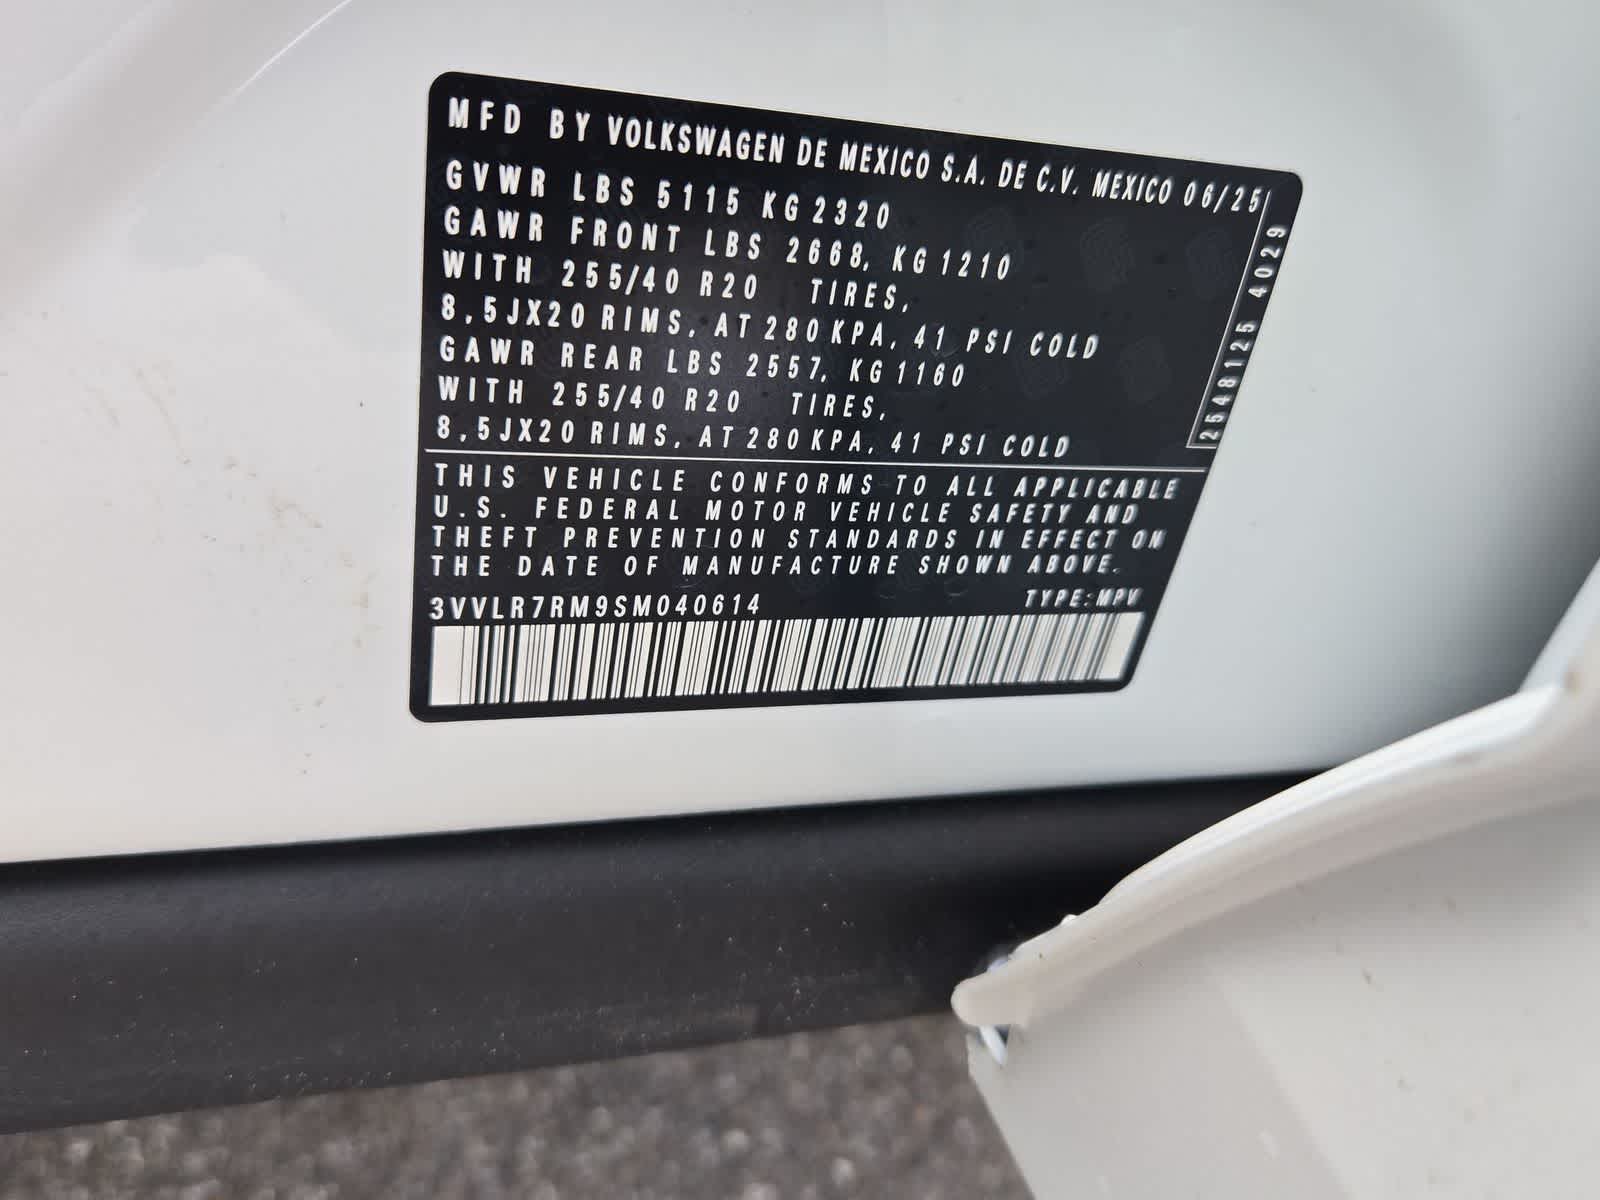 MFD BY VOLKSWAGEN DE MEXICO S.A. DE C.V. MEXICO 06/25
GVWR LBS 5115 KG 2320
GAWR FRONT LBS 2668, KG 1210
WITH 255/40 R20 TIRES,
8,5JX20 RIMS, AT 280 KPA, 41 PSI COLD
GAWR REAR LBS 2557, KG 1160
WITH 255/40 R20 TIRES,
8,5JX20 RIMS, AT 280 KPA, 41 PSI COLD
2548125 4029
THIS VEHICLE CONFORMS TO ALL APPLICABLE
U.S. FEDERAL MOTOR VEHICLE SAFETY AND
THEFT PREVENTION STANDARDS IN EFFECT ON
THE DATE OF MANUFACTURE SHOWN ABOVE.
3VVLR7RM9SM040614 TYPE:MPV